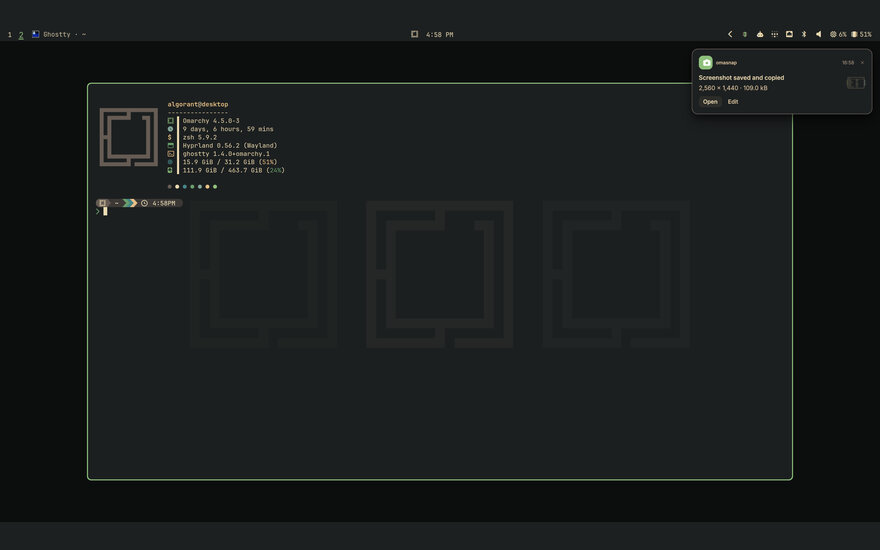 1 2 Ghostty · ~
4:58 PM
6% 51%
omasnap 18:58 ×
Screenshot saved and copied
2,560 × 1,440 · 109.0 kB
Open Edit
algorant@desktop
----------------
Omarchy 4.5.0-3
9 days, 6 hours, 59 mins
$ zsh 5.9.2
Hyprland 0.56.2 (Wayland)
ghostty 1.4.0+omarchy.1
15.9 GiB / 31.2 GiB (51%)
111.9 GiB / 463.7 GiB (24%)
~ 4:58PM
❯